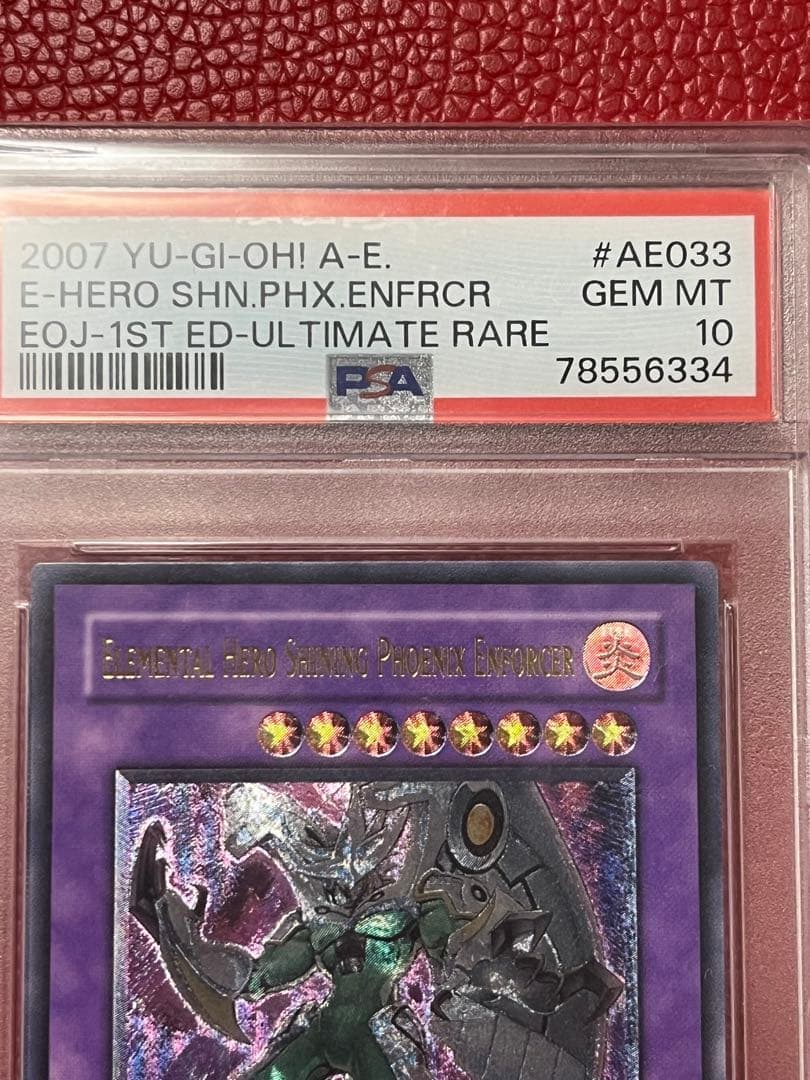 2007 YU-GI-OH! A-E. #AE033
E-HERO SHN.PHX.ENFRCR GEM MT
EOJ-1ST ED-ULTIMATE RARE 10
PSA 78556334
ELEMENTAL HERO SHINING PHOENIX ENFORCER 炎